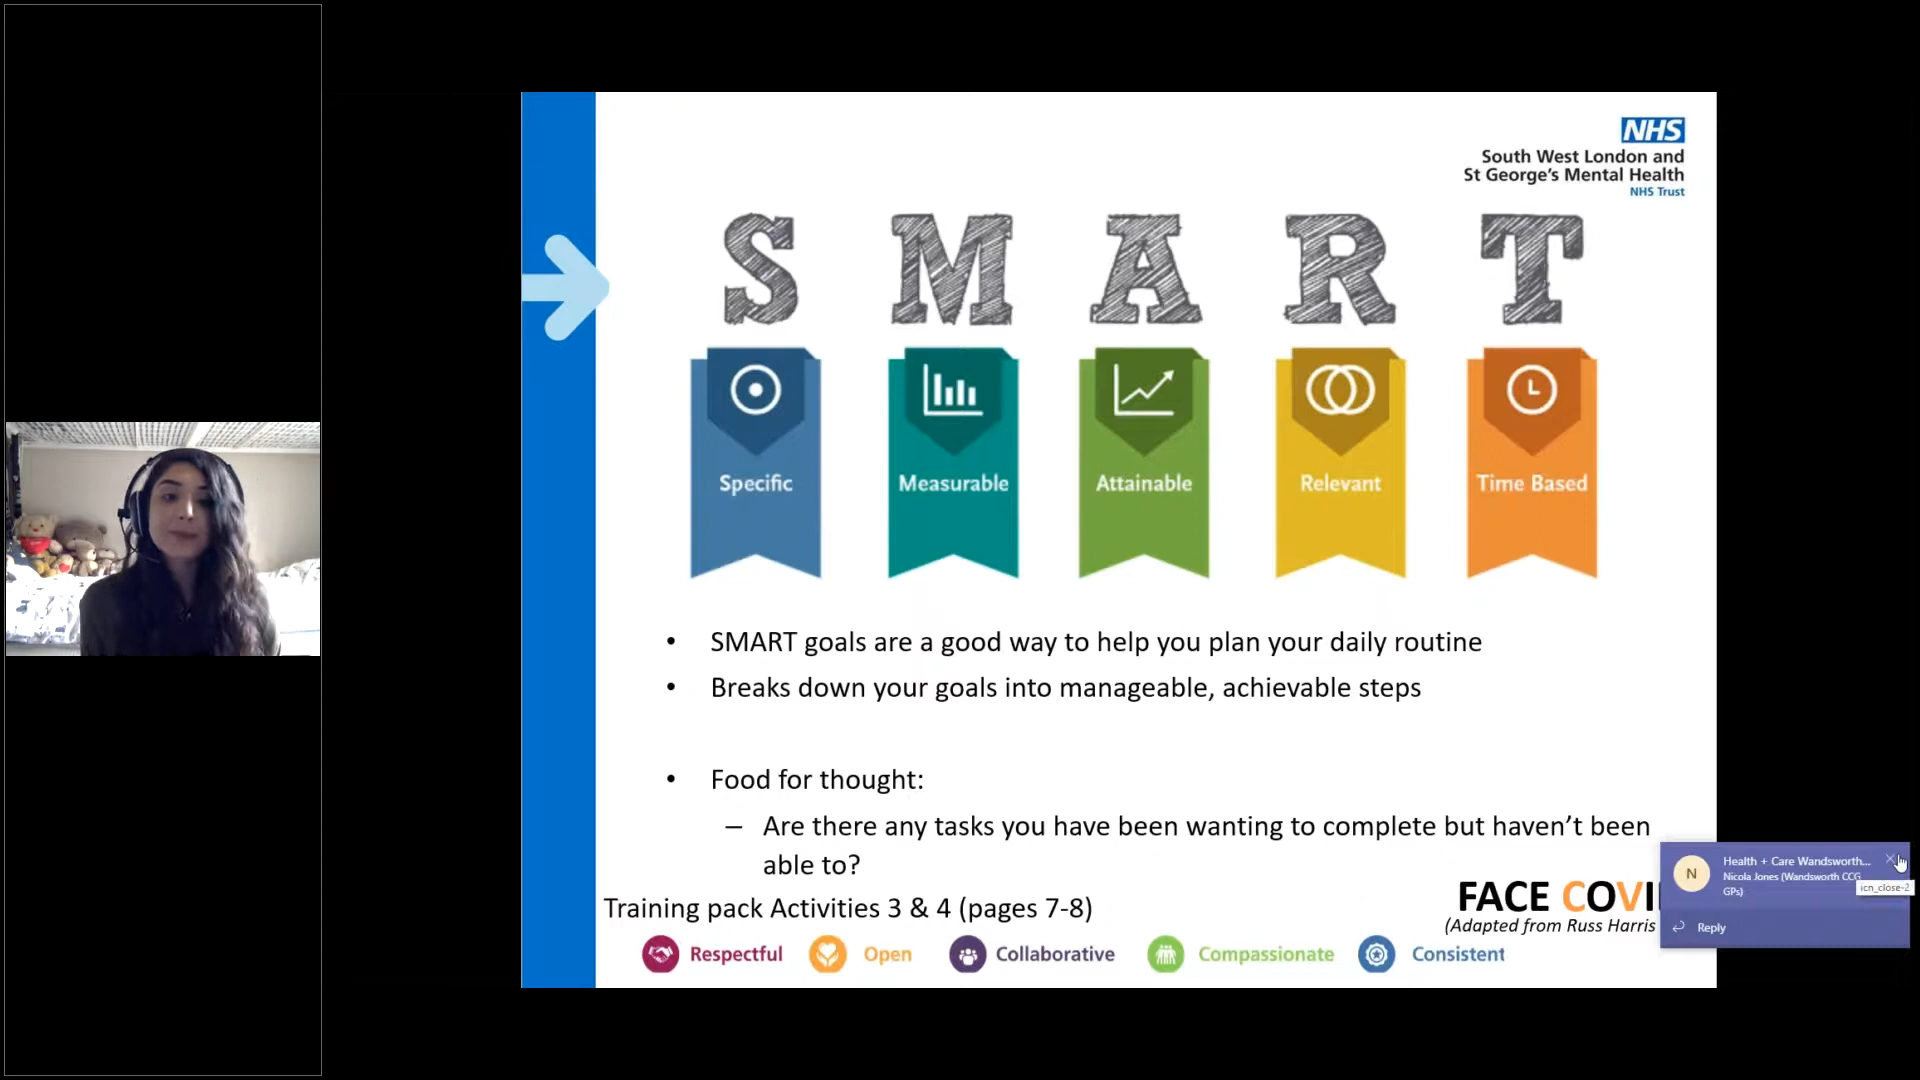 NHS
South West London and
St George's Mental Health
NHS Trust
S M A R T
Specific
Measurable
Attainable
Relevant
Time Based
• SMART goals are a good way to help you plan your daily routine
• Breaks down your goals into manageable, achievable steps
• Food for thought:
– Are there any tasks you have been wanting to complete but haven't been
able to?
Training pack Activities 3 & 4 (pages 7-8)
FACE COVI
(Adapted from Russ Harris
Respectful
Open
Collaborative
Compassionate
Consistent
N
Health + Care Wandsworth...
Nicola Jones (Wandsworth CCG
GPs)
icn_close-2
Reply